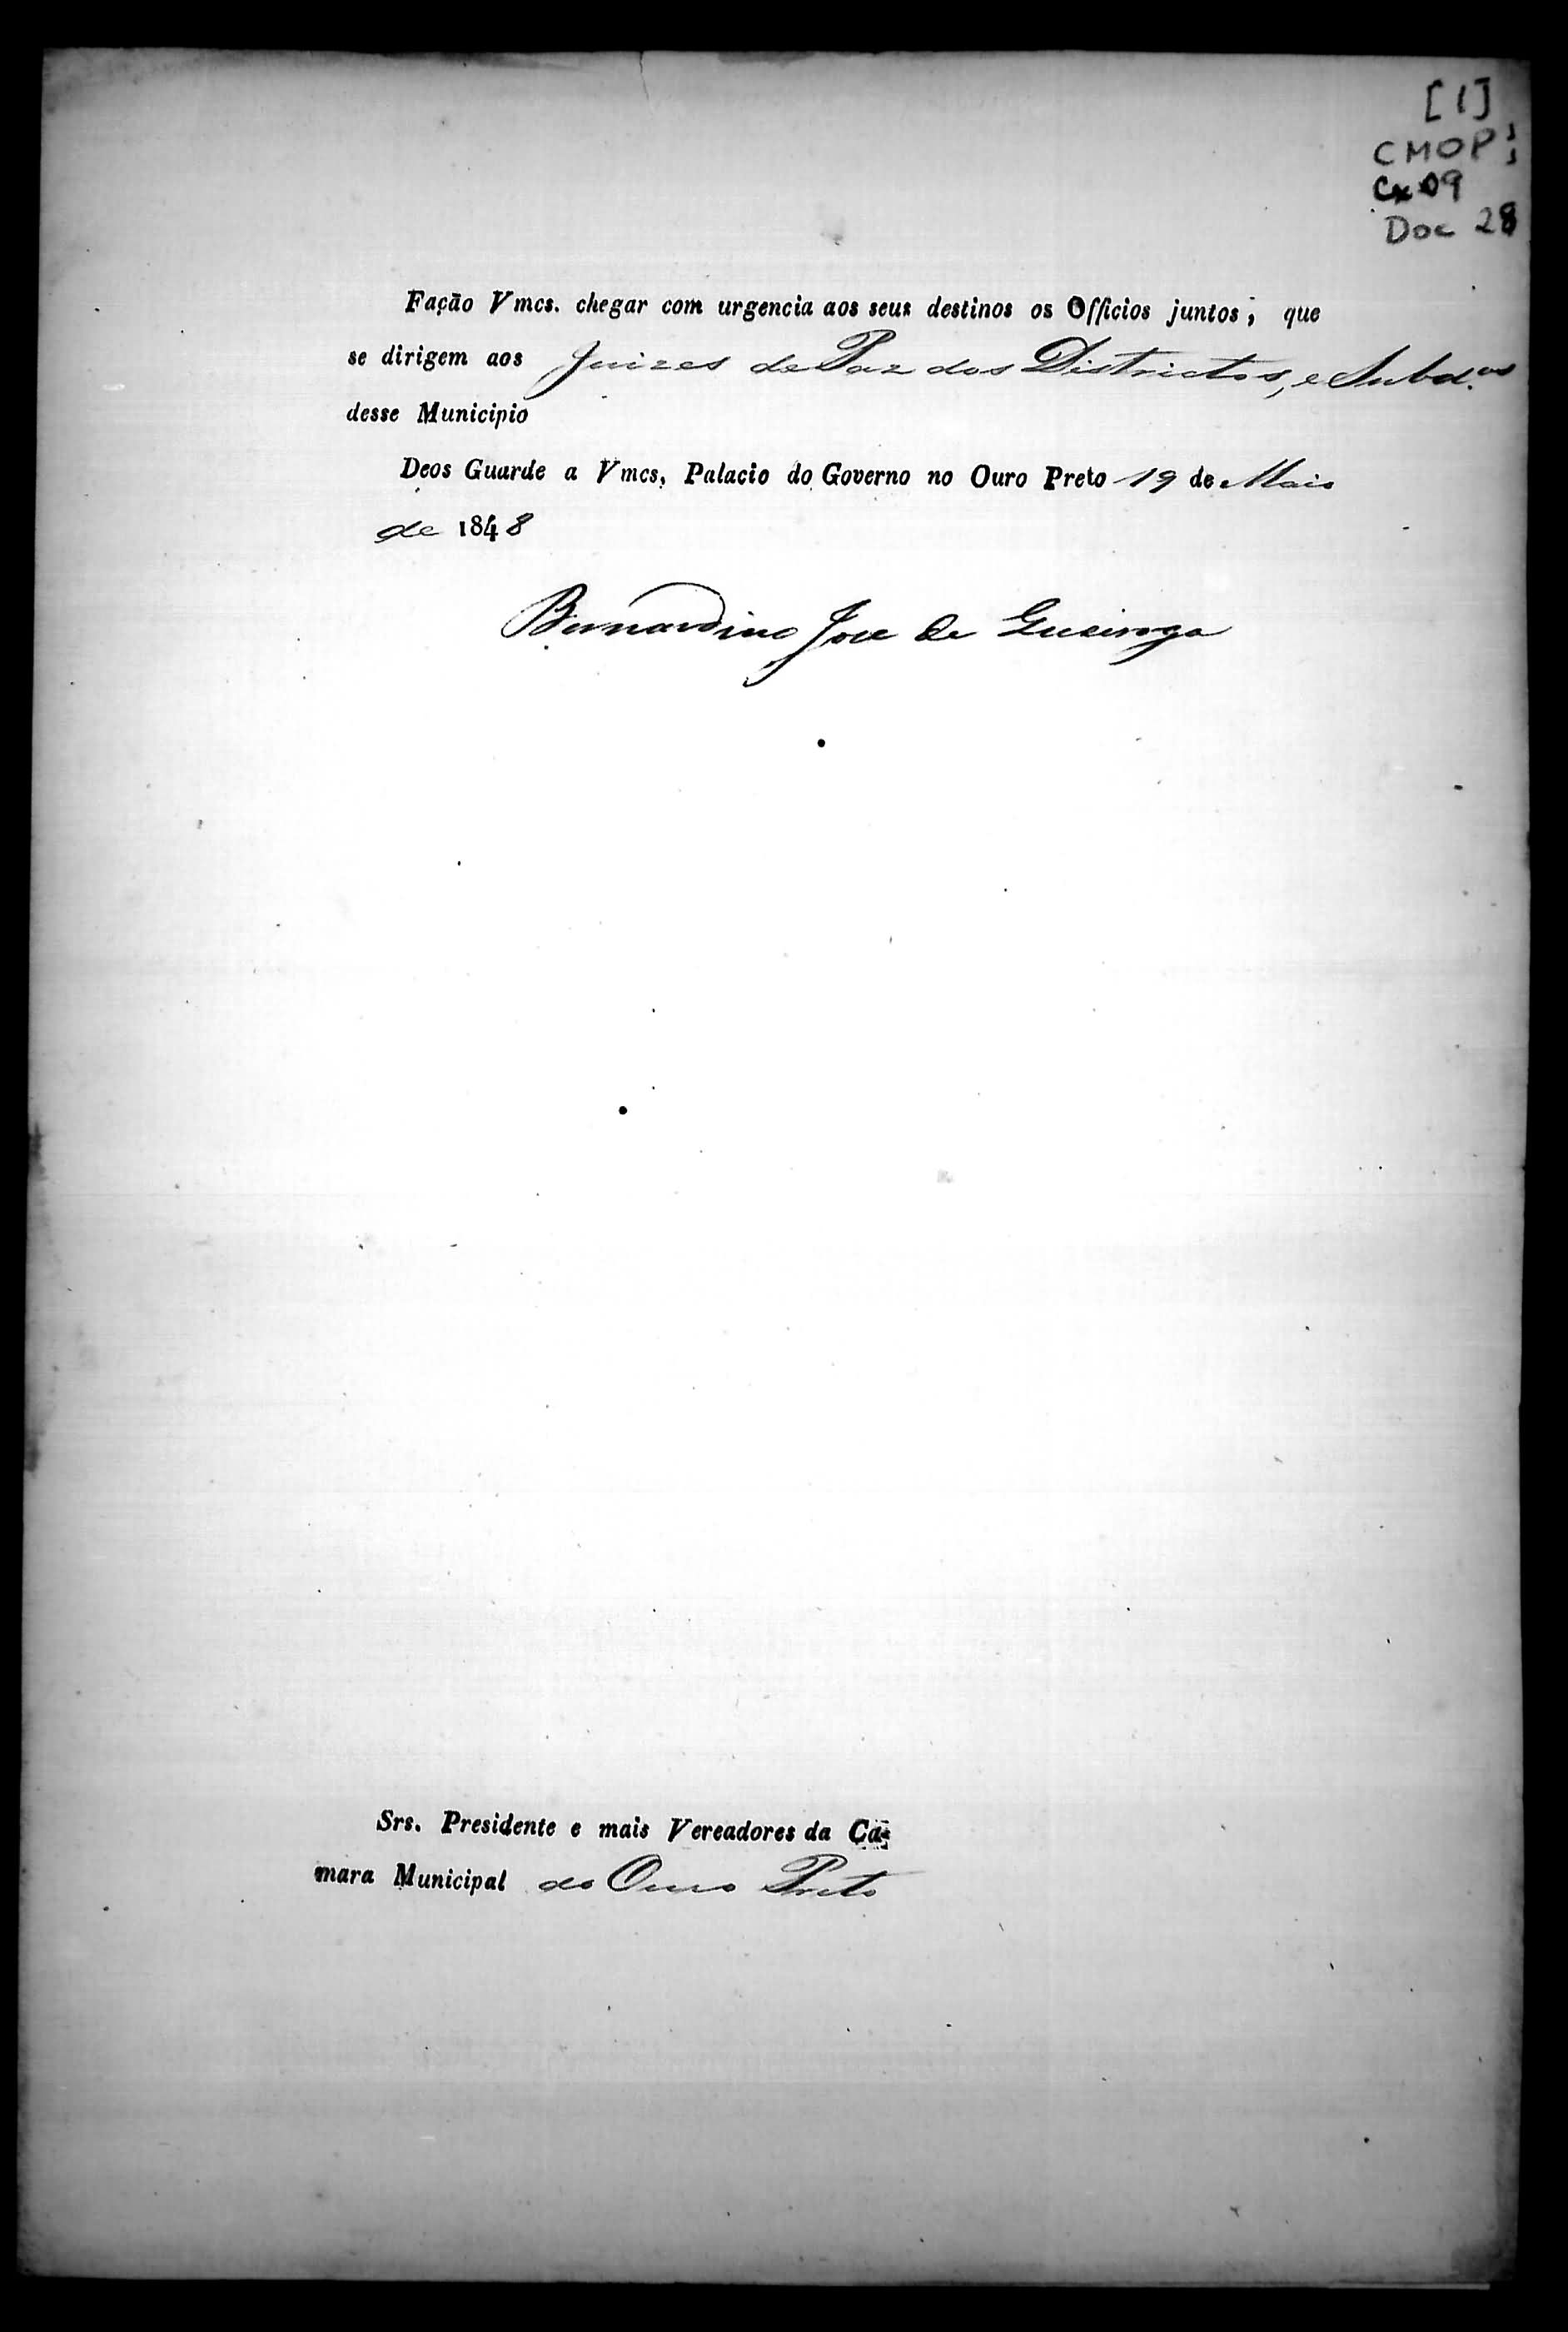 [1]
CMOP;
Cx 09
Doc 28
Fação Vmcs. chegar com urgencia aos seus destinos os Officios juntos; que
se dirigem aos Juizes de Paz dos Districtos, e Subd.os
desse Municipio
Deos Guarde a Vmcs. Palacio do Governo no Ouro Preto 19 de Maio
de 1848
Bernardino Jose de Queiroga
Srs. Presidente e mais Vereadores da Ca-
mara Municipal do Ouro Preto